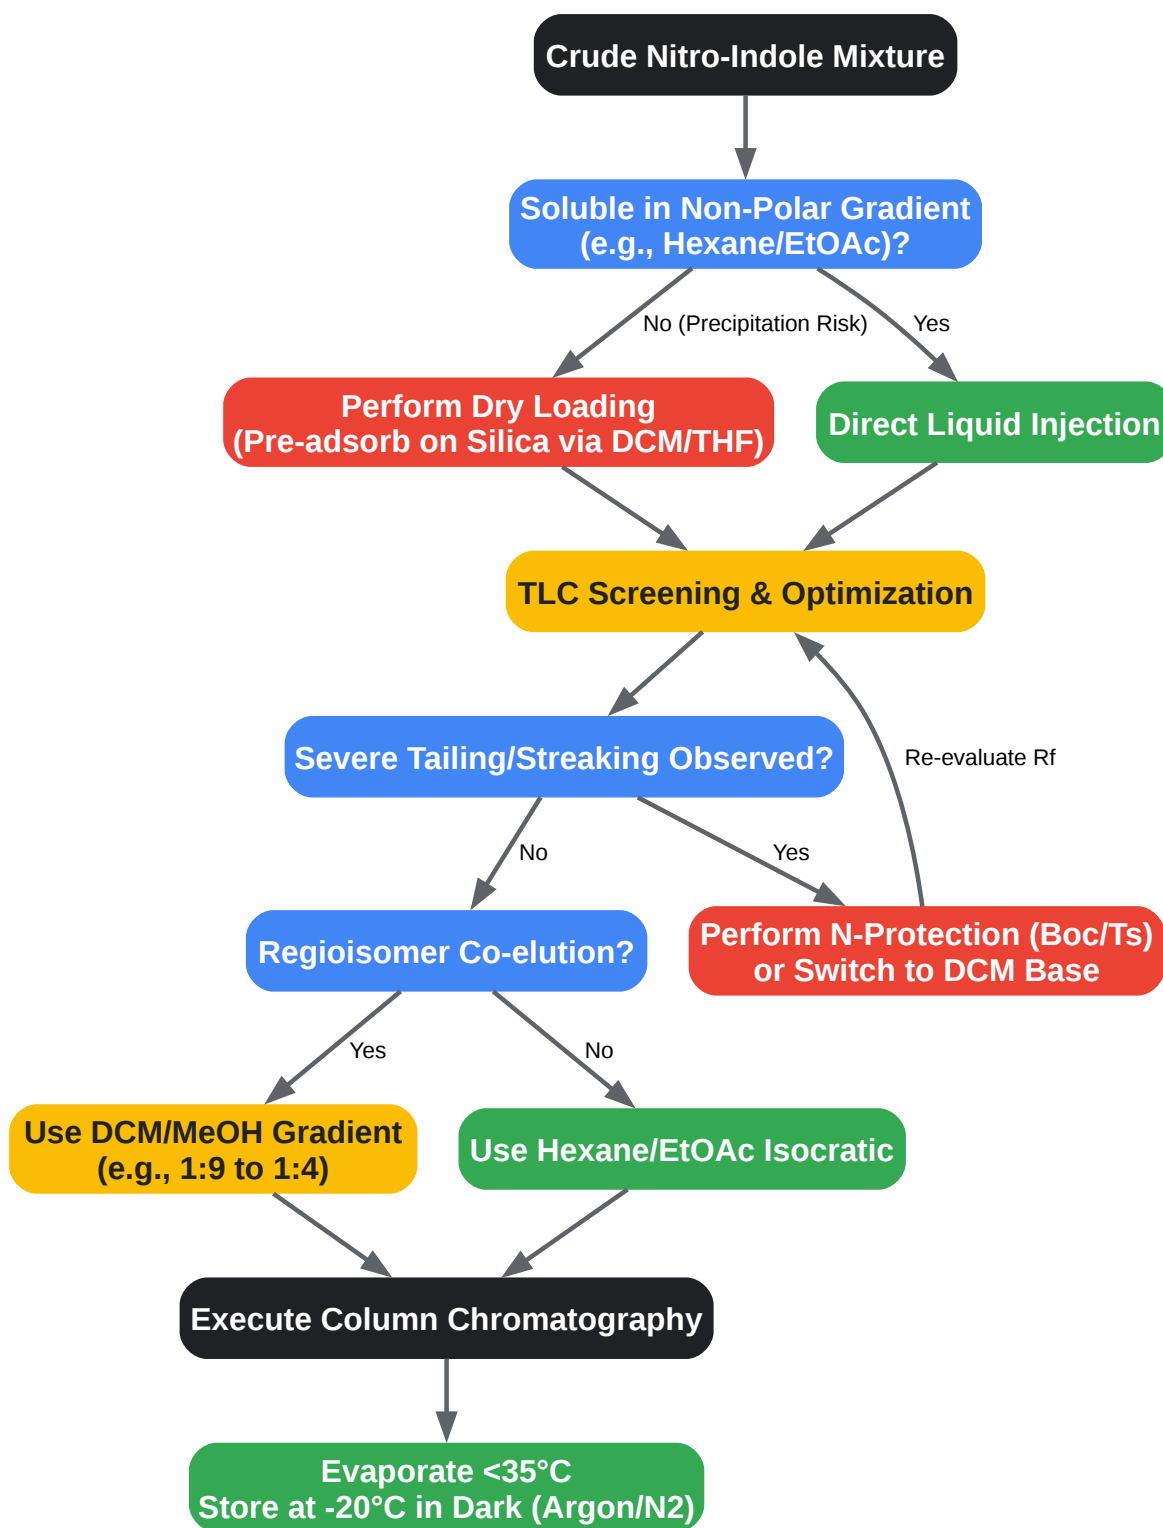 Crude Nitro-Indole Mixture
Soluble in Non-Polar Gradient
(e.g., Hexane/EtOAc)?
No (Precipitation Risk)
Yes
Perform Dry Loading
(Pre-adsorb on Silica via DCM/THF)
Direct Liquid Injection
TLC Screening & Optimization
Severe Tailing/Streaking Observed?
Re-evaluate Rf
No
Yes
Regioisomer Co-elution?
Perform N-Protection (Boc/Ts)
or Switch to DCM Base
Yes
No
Use DCM/MeOH Gradient
(e.g., 1:9 to 1:4)
Use Hexane/EtOAc Isocratic
Execute Column Chromatography
Evaporate <35°C
Store at -20°C in Dark (Argon/N2)